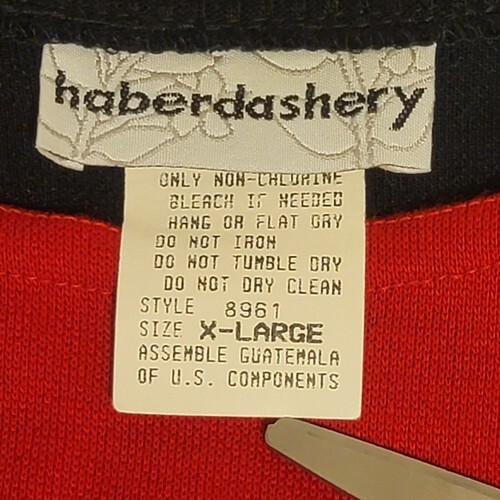 haberdashery
ONLY NON-CHLORINE
BLEACH IF NEEDED
HANG OR FLAT DRY
DO NOT IRON
DO NOT TUMBLE DRY
DO NOT DRY CLEAN
STYLE 8961
SIZE X-LARGE
ASSEMBLE GUATEMALA
OF U.S. COMPONENTS